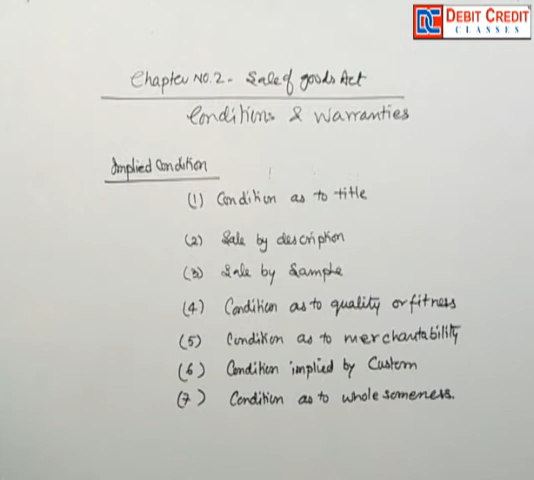 DC DEBIT CREDIT
CLASSES
Chapter No.2 - Sale of goods Act
Conditions & Warranties
Implied Condition
(1) Condition as to title
(2) Sale by description
(3) Sale by Sample
(4) Condition as to quality or fitness
(5) Condition as to merchantability
(6) Condition implied by Custom
(7) Condition as to wholesomeness.